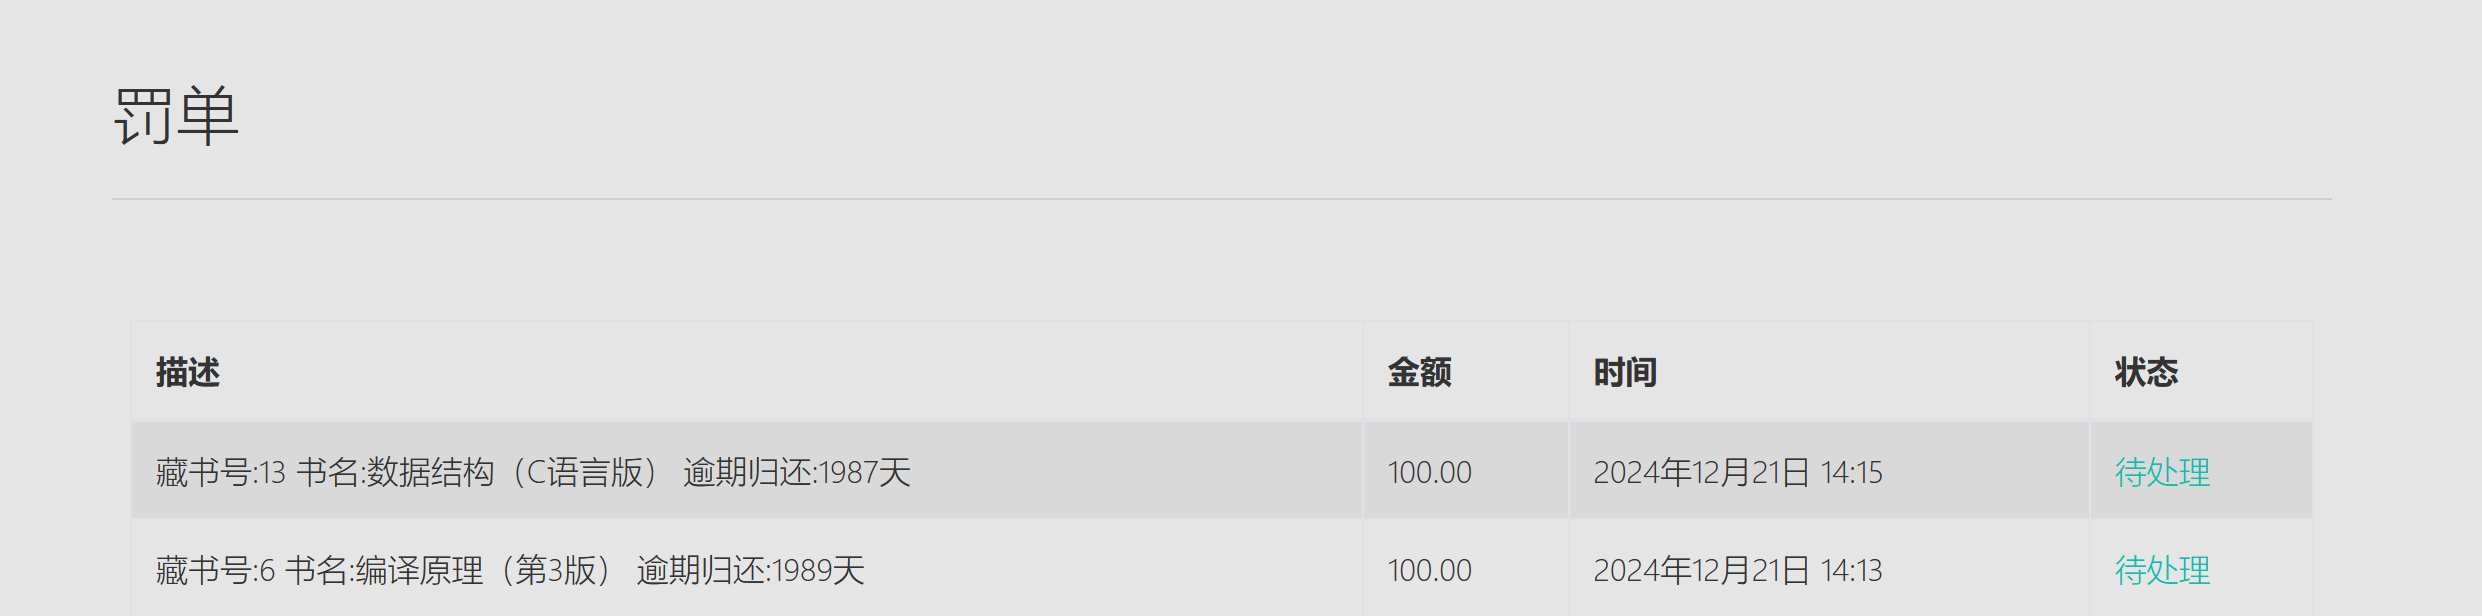 罚单
描述 金额 时间 状态
藏书号:13 书名:数据结构（C语言版） 逾期归还:1987天 100.00 2024年12月21日 14:15 待处理
藏书号:6 书名:编译原理（第3版） 逾期归还:1989天 100.00 2024年12月21日 14:13 待处理